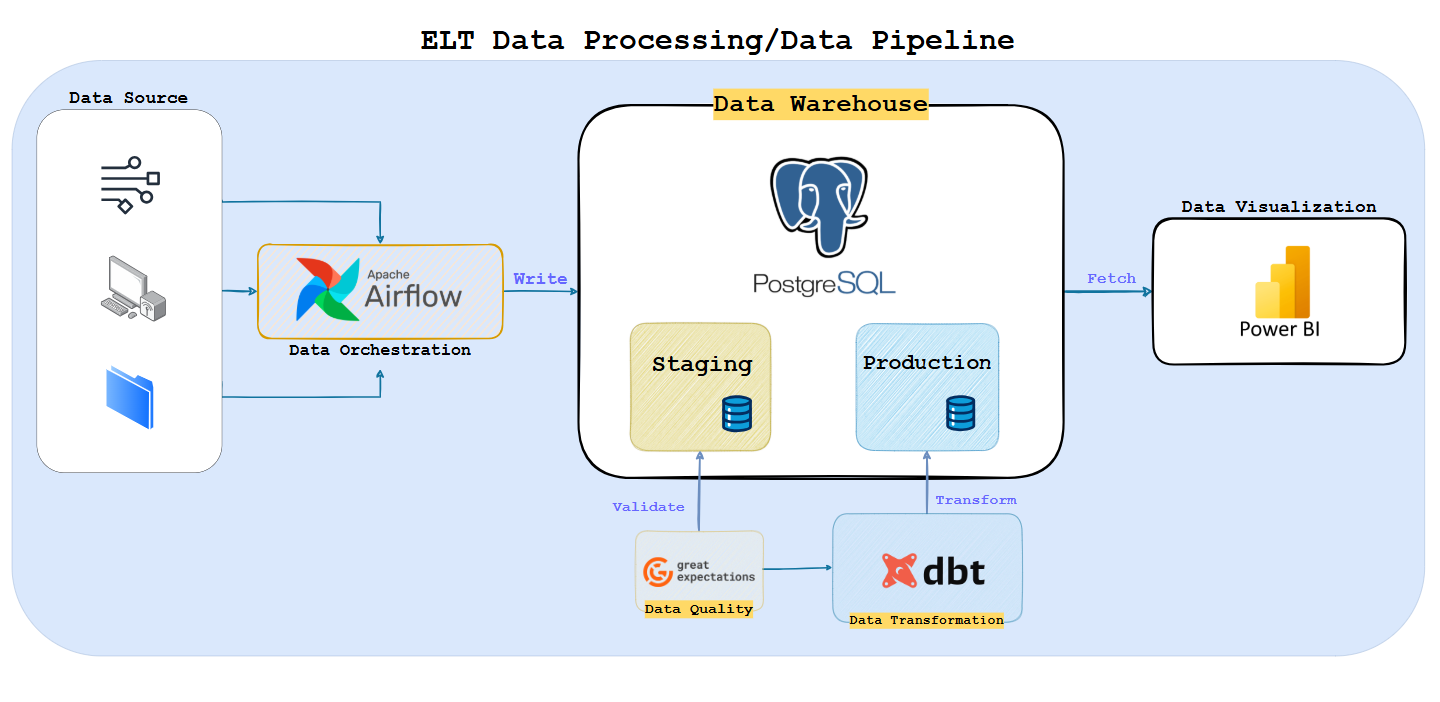 ELT Data Processing/Data Pipeline
Data Source
Data Warehouse
PostgreSQL
Data Visualization
Power BI
Apache
Airflow
Data Orchestration
Write
Fetch
Staging
Production
Validate
Transform
great
expectations
Data Quality
dbt
Data Transformation